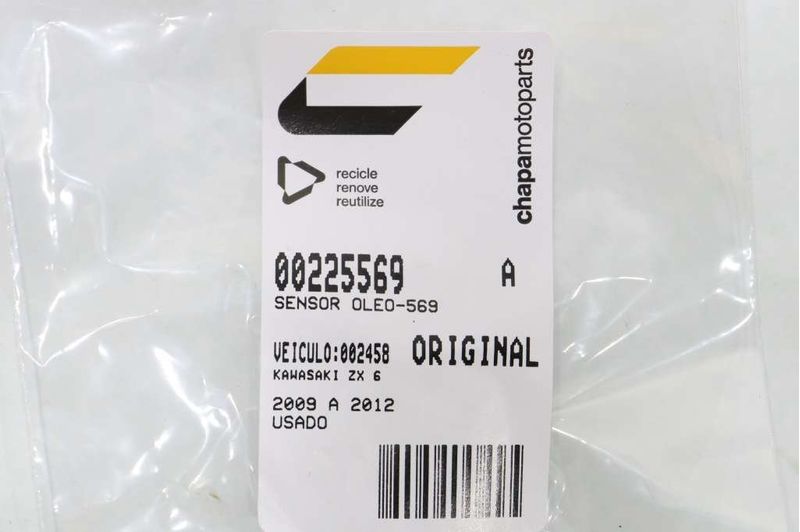 chapamotoparts
recicle
renove
reutilize
00225569 A
SENSOR OLEO-569
VEICULO:002458 ORIGINAL
KAWASAKI ZX 6
2009 A 2012
USADO